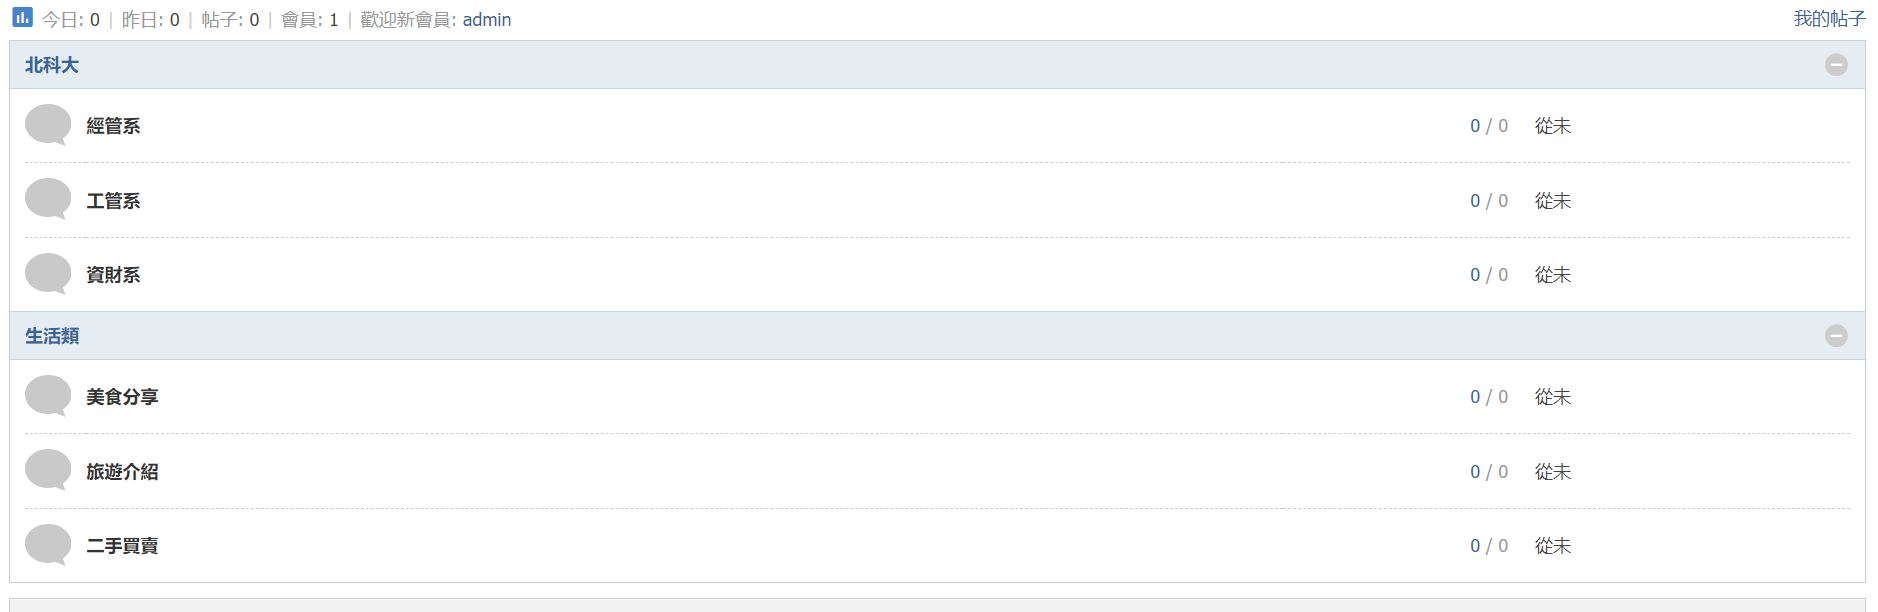 今日: 0 | 昨日: 0 | 帖子: 0 | 會員: 1 | 歡迎新會員: admin 我的帖子
北科大
經管系 0 / 0 從未
工管系 0 / 0 從未
資財系 0 / 0 從未
生活類
美食分享 0 / 0 從未
旅遊介紹 0 / 0 從未
二手買賣 0 / 0 從未